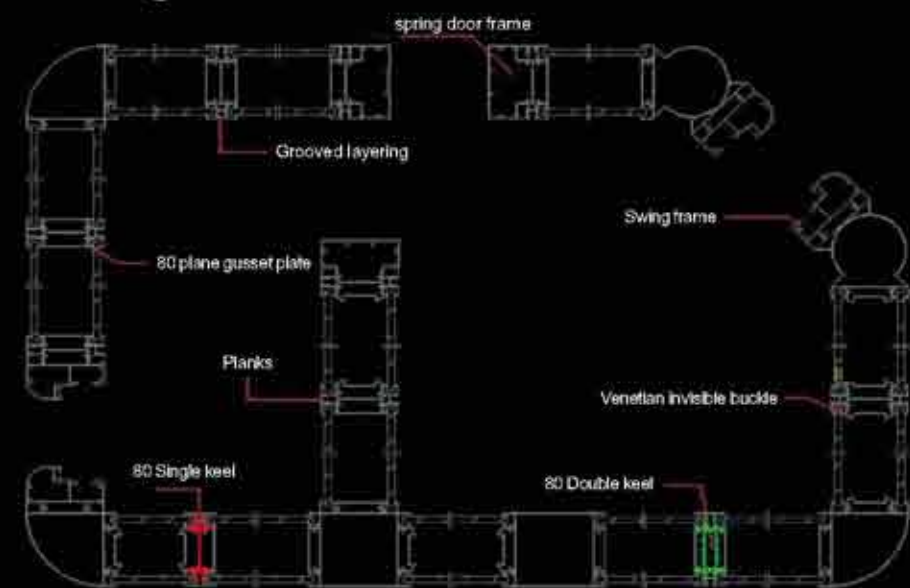 spring door frame
Grooved layering
Swing frame
80 plane gusset plate
Planks
Venetian invisible buckle
80 Single keel
80 Double keel